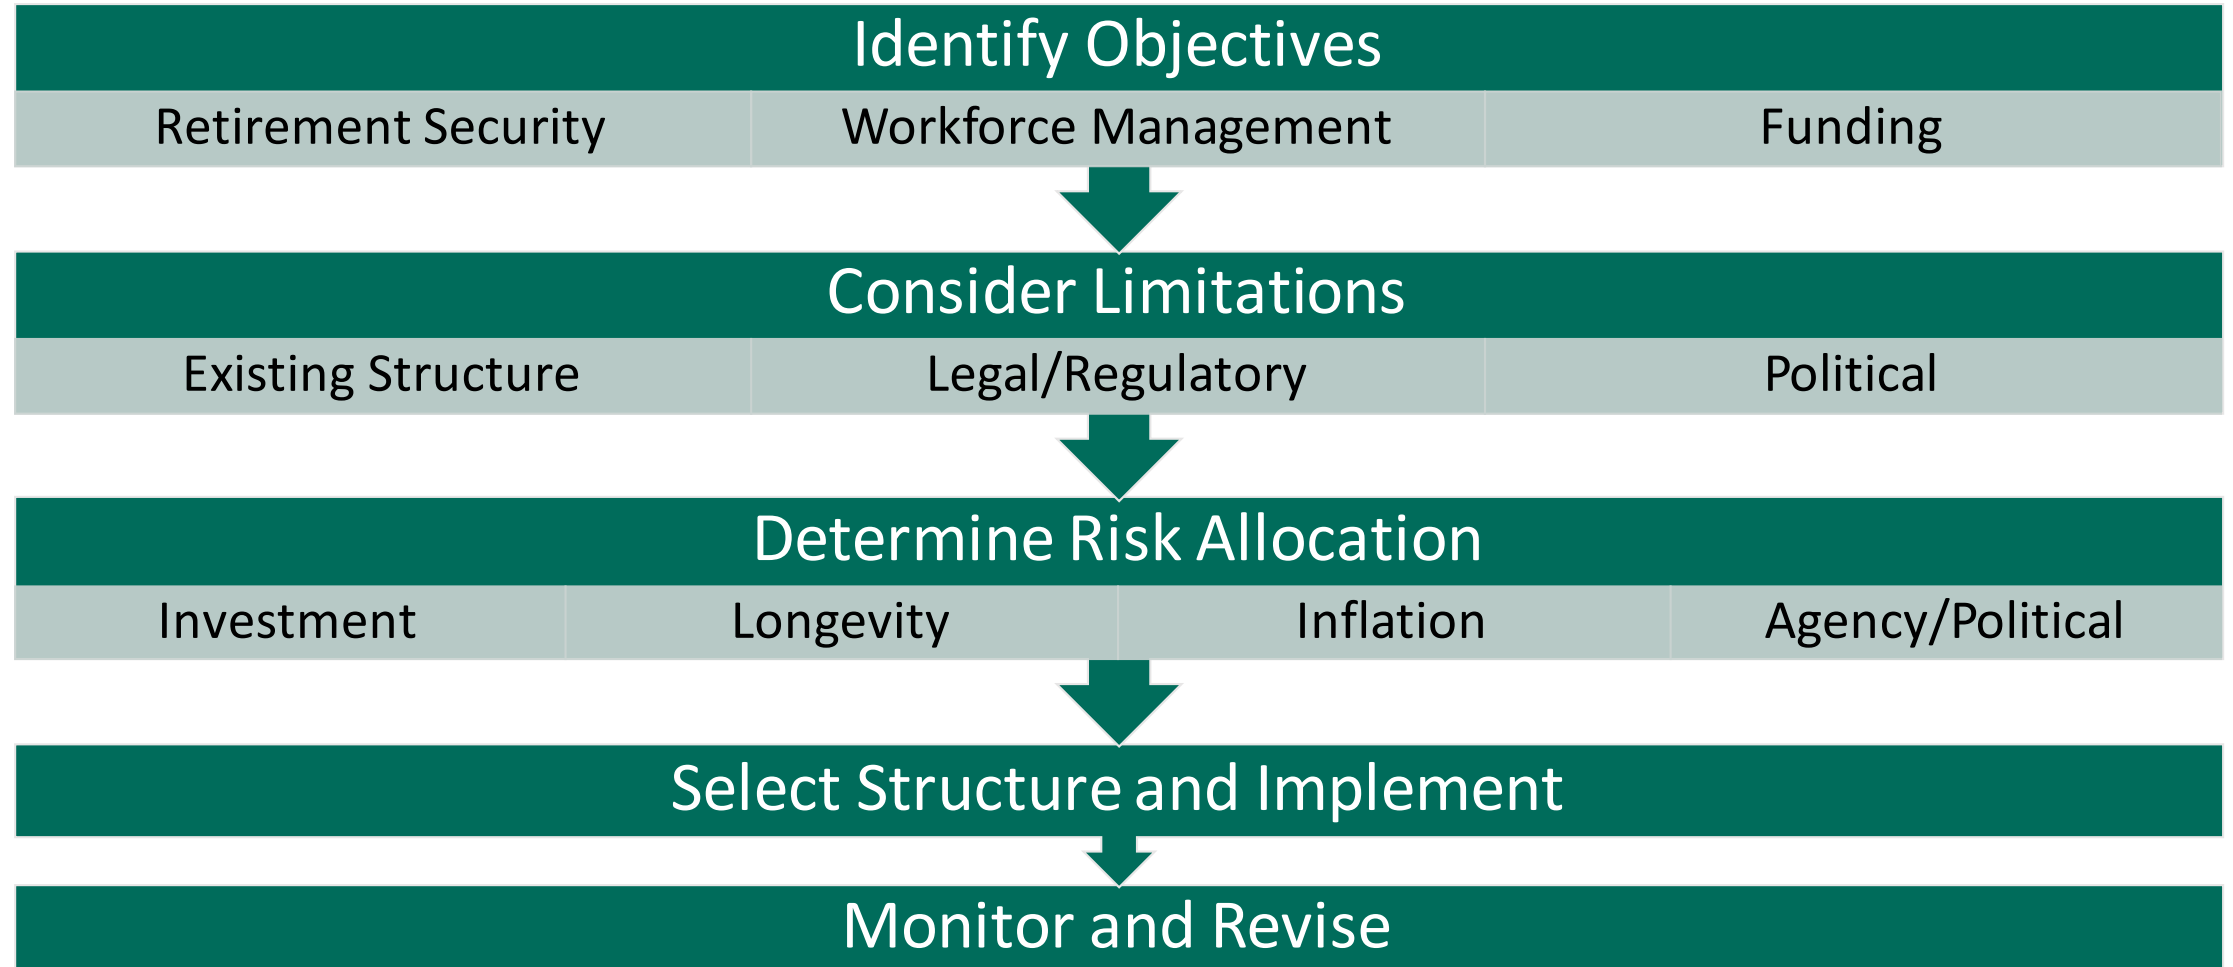 Identify Objectives
Retirement Security
Workforce Management
Funding
Consider Limitations
Existing Structure
Legal/Regulatory
Political
Determine Risk Allocation
Investment
Longevity
Inflation
Agency/Political
Select Structure and Implement
Monitor and Revise